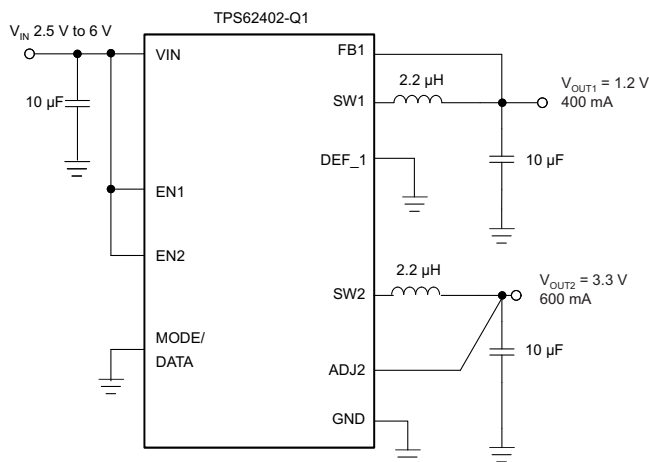 TPS62402-Q1
VIN 2.5 V to 6 V
VIN
FB1
2.2 µH
SW1
VOUT1 = 1.2 V
400 mA
10 µF
DEF_1
10 µF
EN1
EN2
2.2 µH
SW2
VOUT2 = 3.3 V
600 mA
MODE/
DATA
10 µF
ADJ2
GND